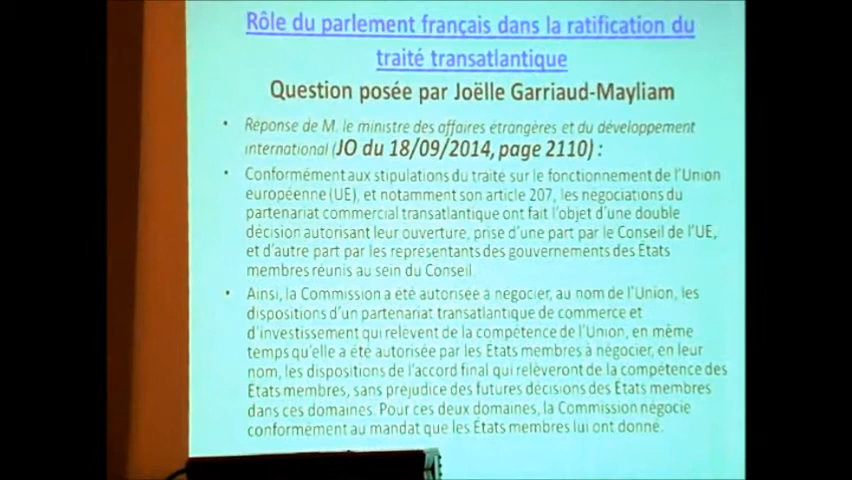 Rôle du parlement français dans la ratification du
traité transatlantique
Question posée par Joëlle Garriaud-Mayliam
• Réponse de M. le ministre des affaires étrangères et du développement
international (JO du 18/09/2014, page 2110) :
• Conformément aux stipulations du traité sur le fonctionnement de l'Union
européenne (UE), et notamment son article 207, les négociations du
partenariat commercial transatlantique ont fait l'objet d'une double
décision autorisant leur ouverture, prise d'une part par le Conseil de l'UE,
et d'autre part par les représentants des gouvernements des États
membres réunis au sein du Conseil.
• Ainsi, la Commission a été autorisée à négocier, au nom de l'Union, les
dispositions d'un partenariat transatlantique de commerce et
d'investissement qui relèvent de la compétence de l'Union, en même
temps qu'elle a été autorisée par les États membres à négocier, en leur
nom, les dispositions de l'accord final qui relèveront de la compétence des
États membres, sans préjudice des futures décisions des États membres
dans ces domaines. Pour ces deux domaines, la Commission négocie
conformément au mandat que les États membres lui ont donné.